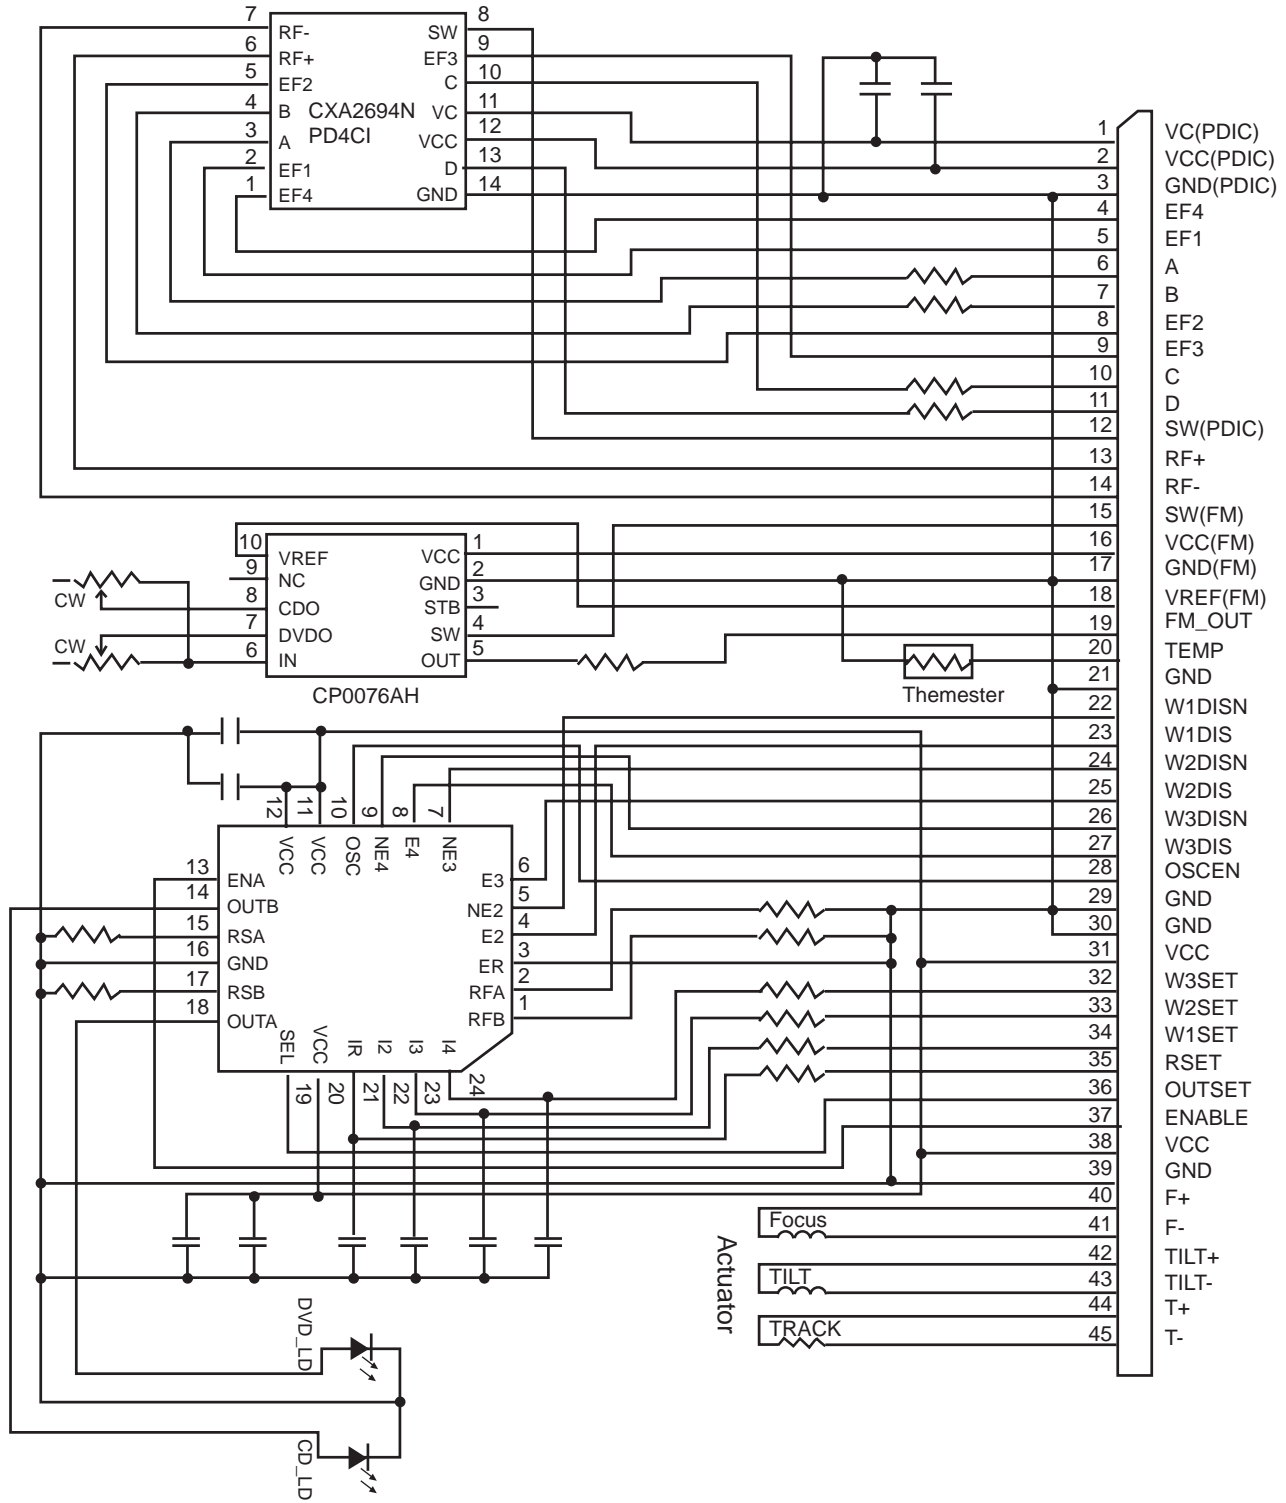 7
RF-
6
RF+
5
EF2
4
B
3
A
2
EF1
1
EF4
CXA2694N
PD4CI
8
SW
9
EF3
10
C
11
VC
12
VCC
13
D
14
GND
1 VC(PDIC)
2 VCC(PDIC)
3 GND(PDIC)
4 EF4
5 EF1
6 A
7 B
8 EF2
9 EF3
10 C
11 D
12 SW(PDIC)
13 RF+
14 RF-
15 SW(FM)
16 VCC(FM)
17 GND(FM)
18 VREF(FM)
19 FM_OUT
20 TEMP
21 GND
22 W1DISN
23 W1DIS
24 W2DISN
25 W2DIS
26 W3DISN
27 W3DIS
28 OSCEN
29 GND
30 GND
31 VCC
32 W3SET
33 W2SET
34 W1SET
35 RSET
36 OUTSET
37 ENABLE
38 VCC
39 GND
40 F+
41 F-
42 TILT+
43 TILT-
44 T+
45 T-
10
VREF
9
NC
8
CDO
7
DVDO
6
IN
1
VCC
2
GND
3
STB
4
SW
5
OUT
CW
CW
CP0076AH
Themester
12
VCC
11
VCC
10
OSC
9
NE4
8
E4
7
NE3
13
ENA
14
OUTB
15
RSA
16
GND
17
RSB
18
OUTA
6
E3
5
NE2
4
E2
3
ER
2
RFA
1
RFB
SEL
19
VCC
20
IR
21
I2
22
I3
23
I4
24
Actuator
Focus
TILT
TRACK
DVD_LD
CD_LD